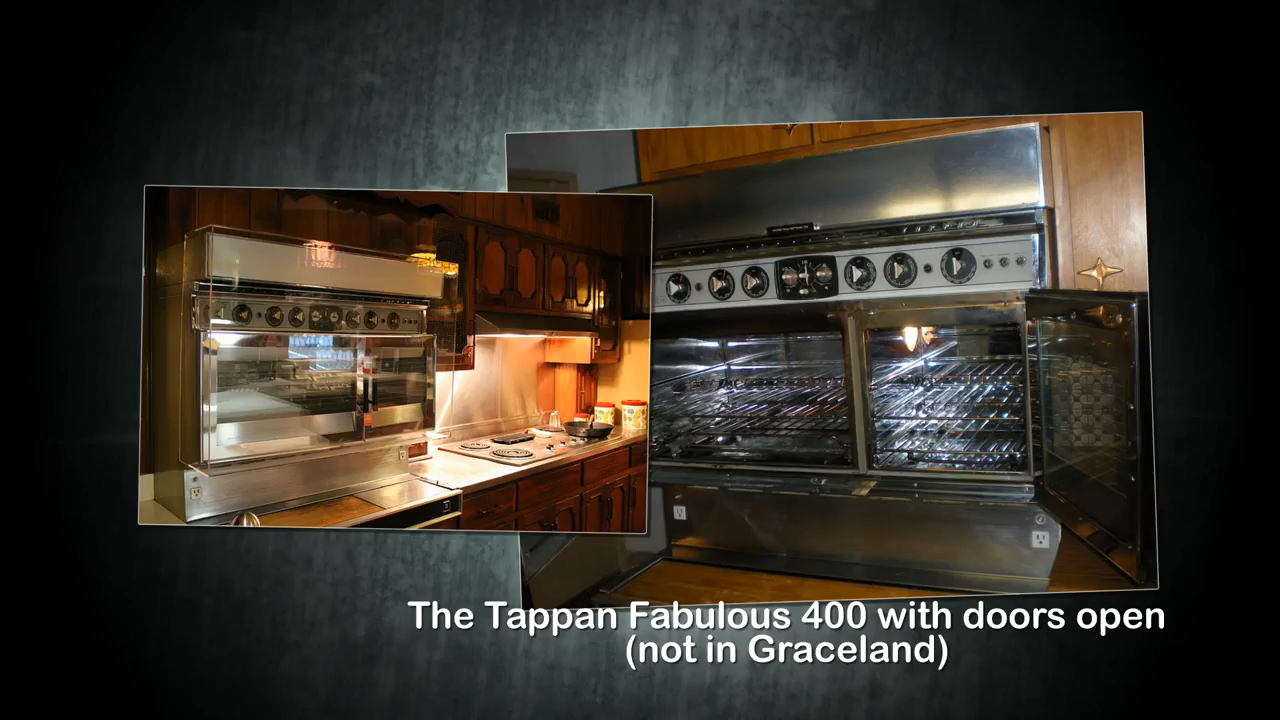 The Tappan Fabulous 400 with doors open
(not in Graceland)